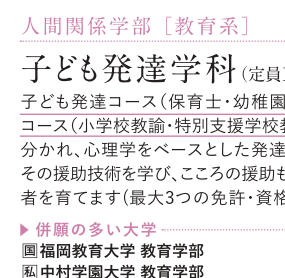 人間関係学部［教育系］
子ども発達学科（定員
子ども発達コース（保育士・幼稚園
コース（小学校教諭・特別支援学校
分かれ、心理学をベースとした発達
その援助技術を学び、こころの援助も
者を育てます（最大3つの免許・資格
▶併願の多い大学
国福岡教育大学 教育学部
私中村学園大学 教育学部